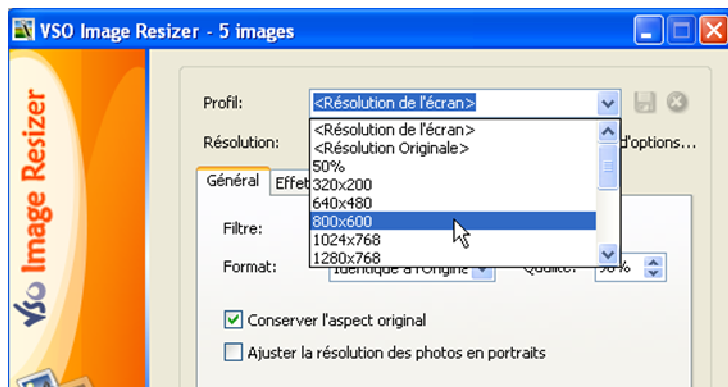 VSO Image Resizer - 5 images
VSO Image Resizer
Profil: <Résolution de l'écran>
<Résolution de l'écran>
Résolution: <Résolution Originale> d'options...
50%
Général Effet 320x200
640x480
Filtre: 800x600
1024x768
Format: 1280x768
Conserver l'aspect original
Ajuster la résolution des photos en portraits